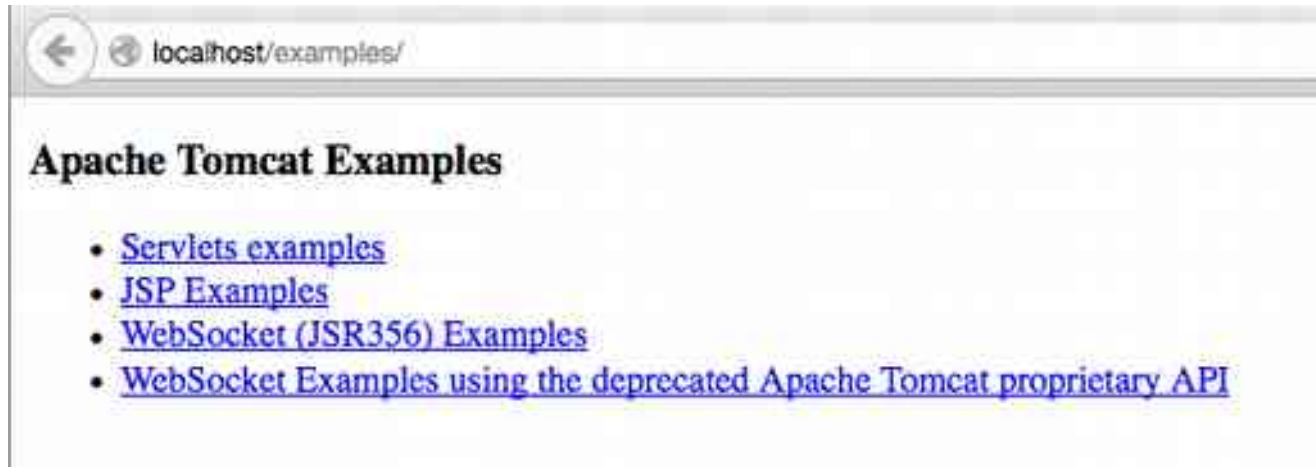 localhost/examples/
Apache Tomcat Examples
• Servlets examples
• JSP Examples
• WebSocket (JSR356) Examples
• WebSocket Examples using the deprecated Apache Tomcat proprietary API